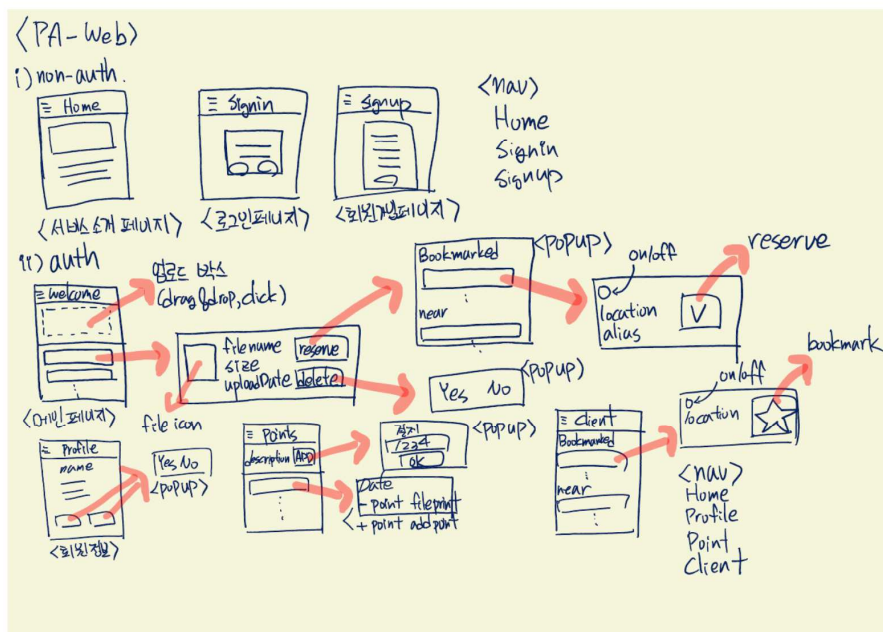 <PA-Web>
i) non-auth.
≡ Home
<서비스소개 페이지>
≡ Signin
<로그인페이지>
≡ Signup
<회원가입페이지>
<nav>
Home
Signin
Signup
ii) auth
≡ welcome
<메인페이지>
업로드 박스
(drag&drop, click)
filename
size
uploadDate
reserve
delete
file icon
Bookmarked
near
<popup>
on/off
location
alias
V
reserve
Yes No
<popup>
≡ Profile
name
<회원정보>
Yes No
<popup>
≡ Points
description ADD
1234
ok
<popup>
Date
- point fileprint
+ point addpoint
≡ Client
Bookmarked
near
on/off
location
bookmark
<nav>
Home
Profile
Point
Client